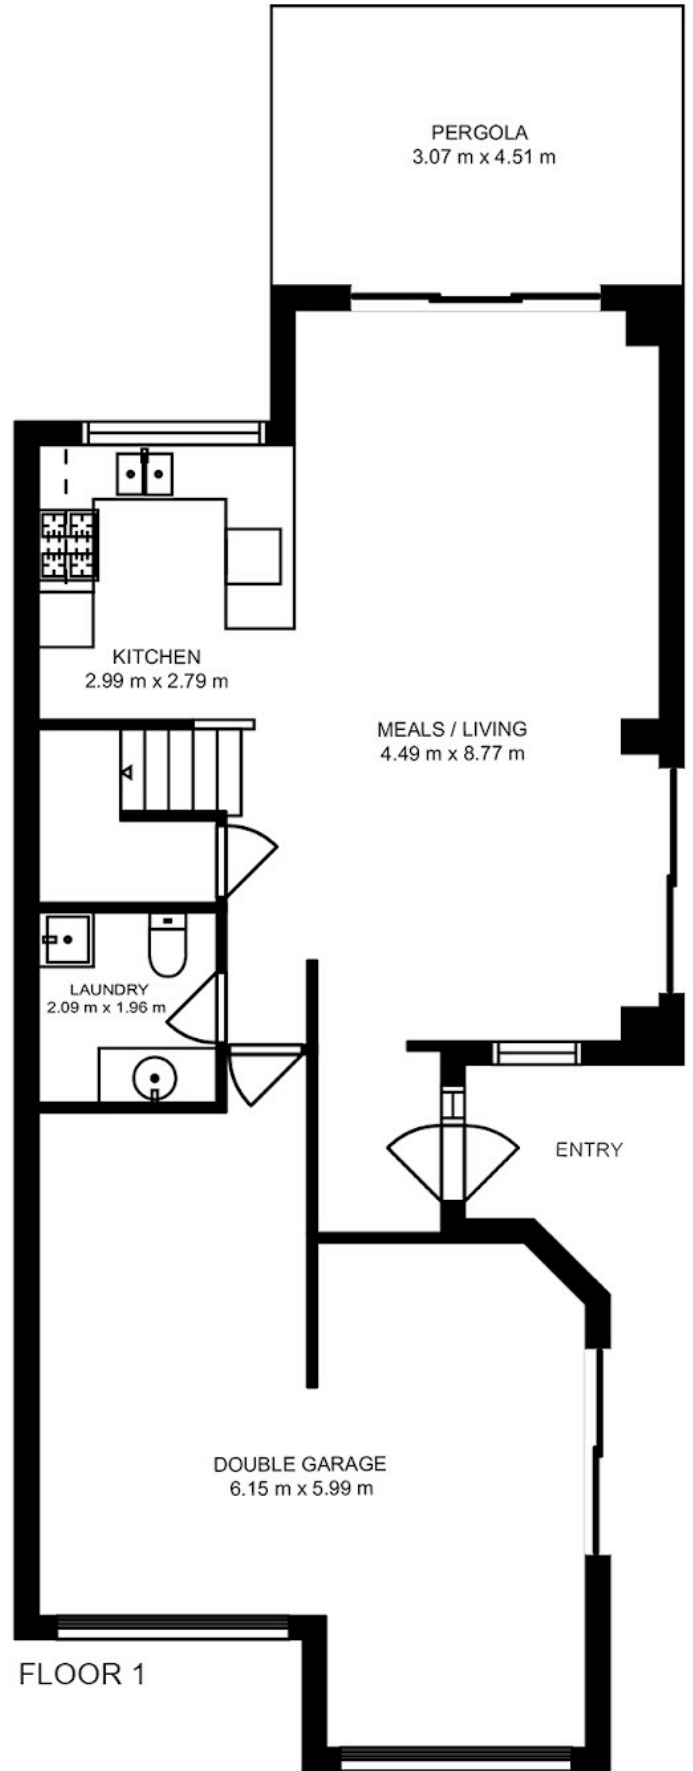 PERGOLA
3.07 m x 4.51 m
KITCHEN
2.99 m x 2.79 m
MEALS / LIVING
4.49 m x 8.77 m
LAUNDRY
2.09 m x 1.96 m
ENTRY
DOUBLE GARAGE
6.15 m x 5.99 m
FLOOR 1